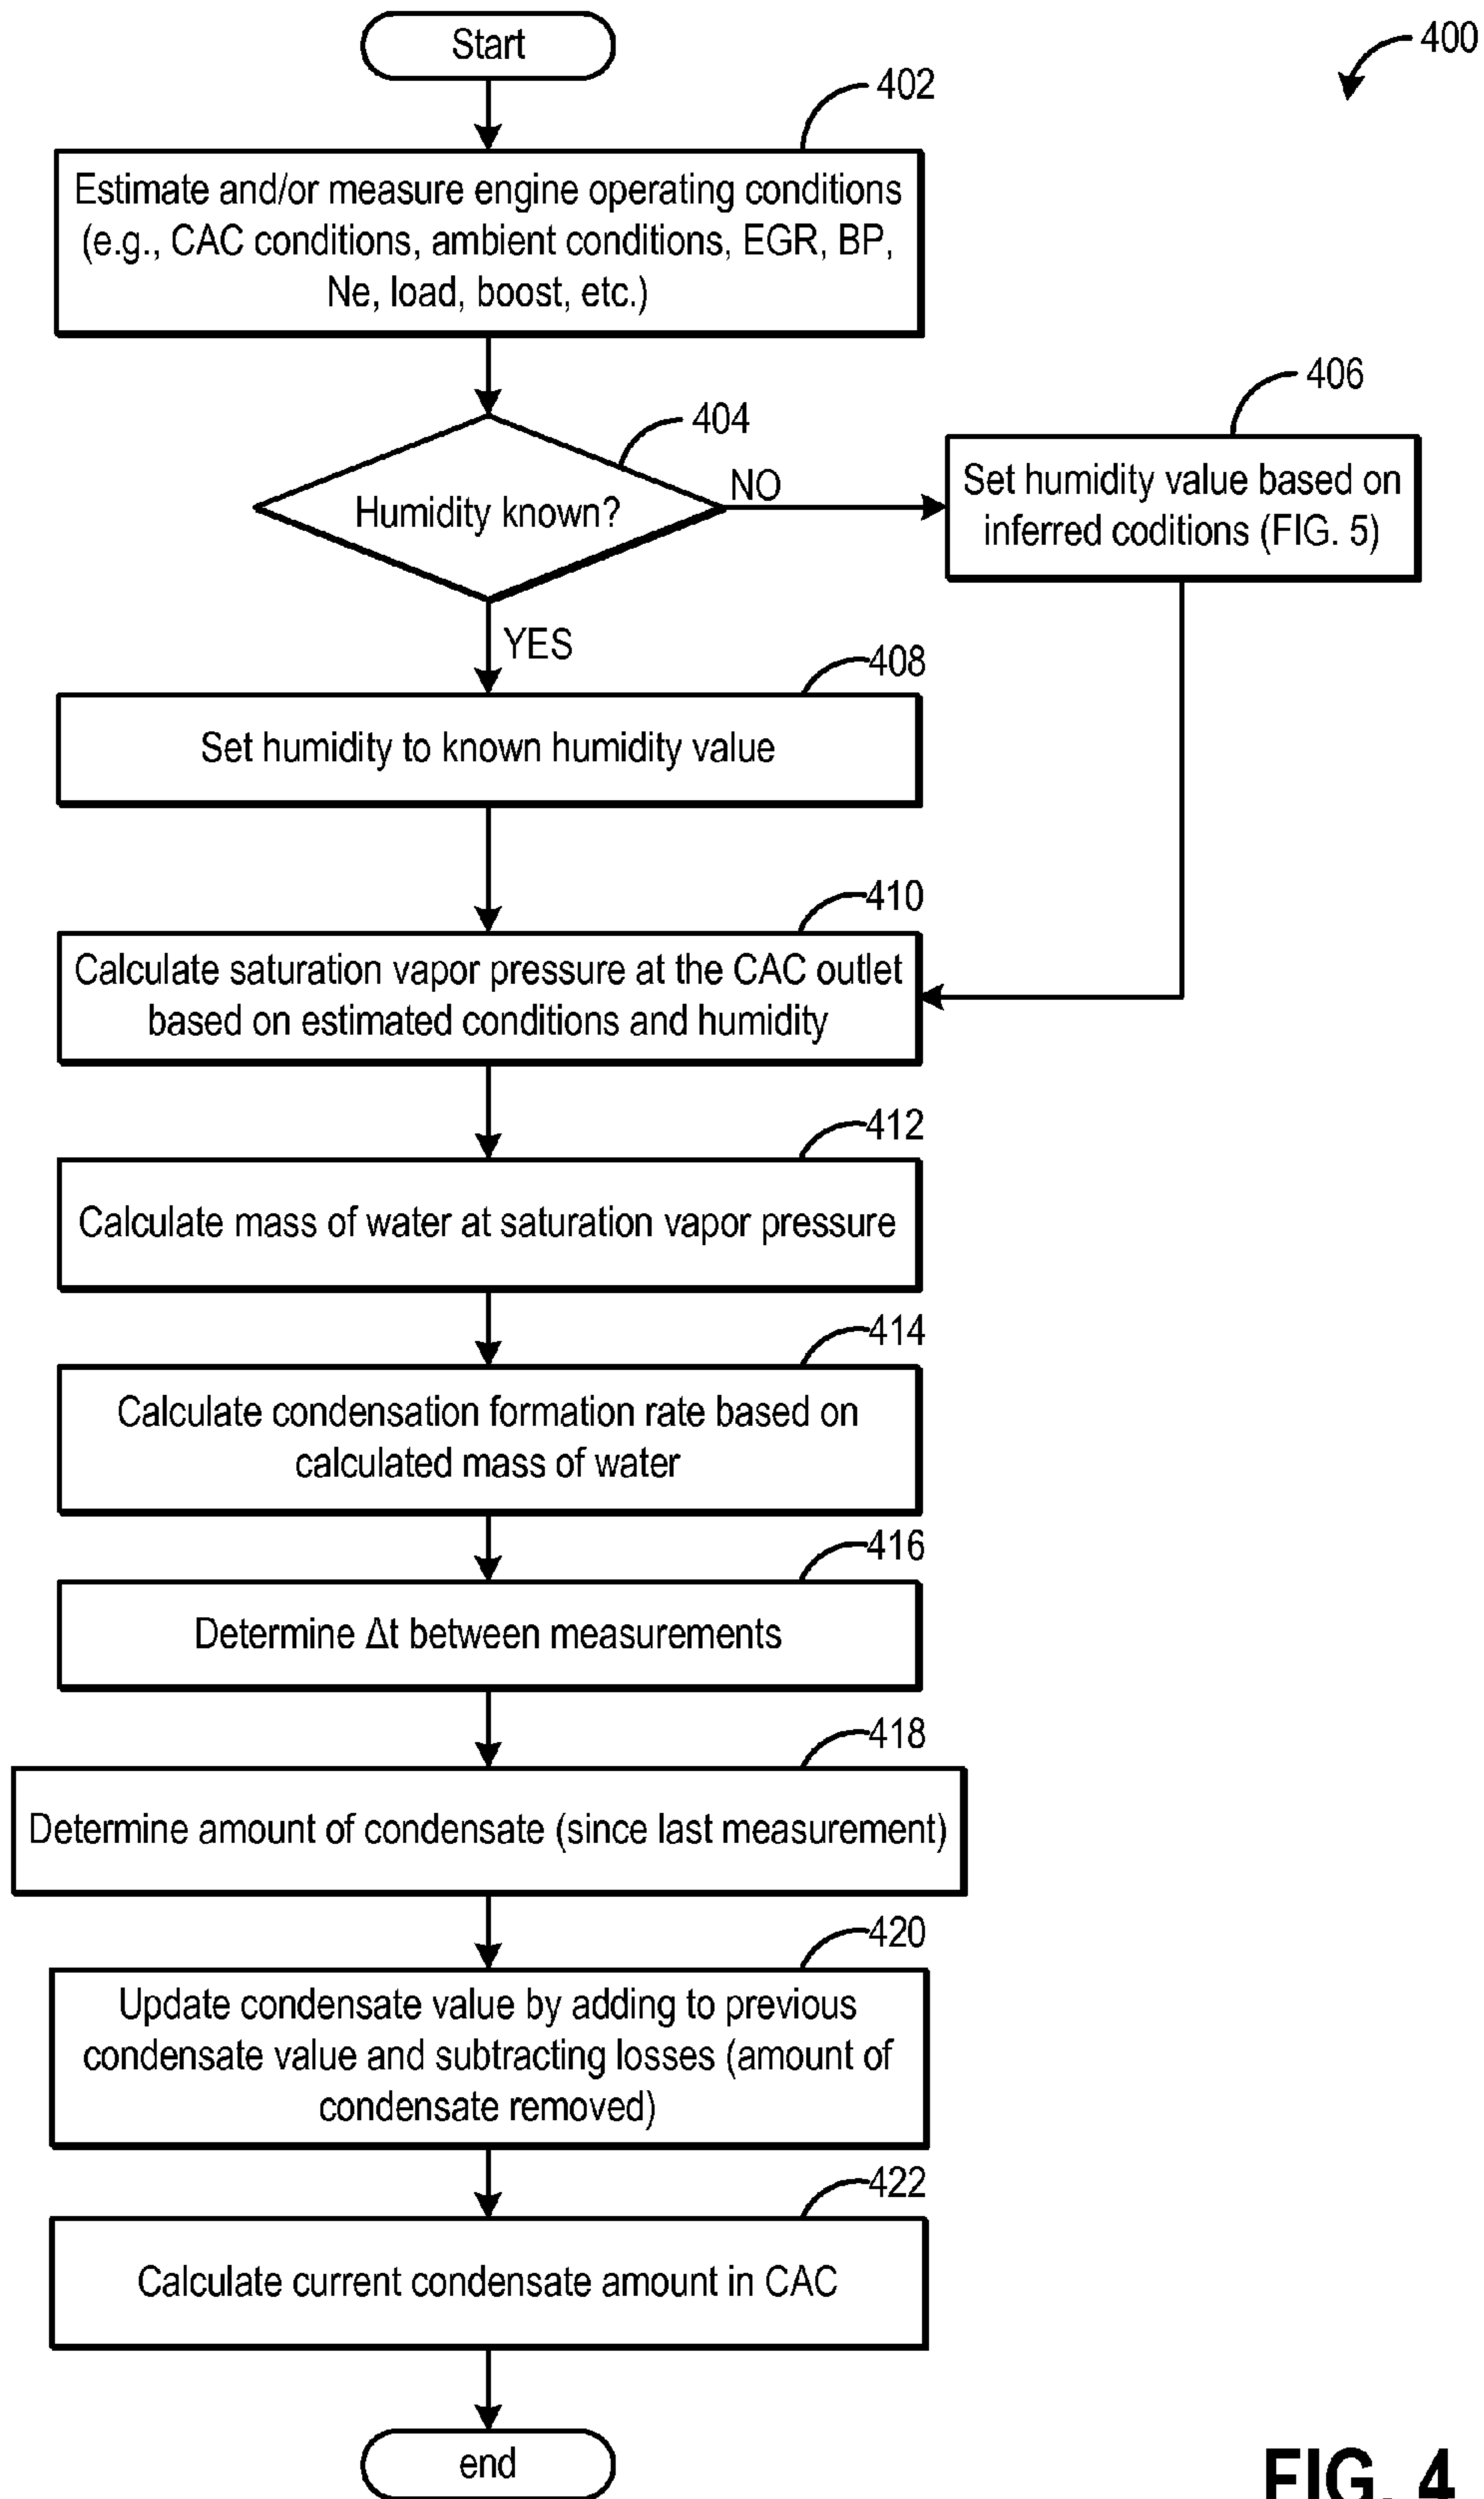 Start
400
402
Estimate and/or measure engine operating conditions
(e.g., CAC conditions, ambient conditions, EGR, BP,
Ne, load, boost, etc.)
404
Humidity known?
NO
406
Set humidity value based on
inferred coditions (FIG. 5)
YES
408
Set humidity to known humidity value
410
Calculate saturation vapor pressure at the CAC outlet
based on estimated conditions and humidity
412
Calculate mass of water at saturation vapor pressure
414
Calculate condensation formation rate based on
calculated mass of water
416
Determine Δt between measurements
418
Determine amount of condensate (since last measurement)
420
Update condensate value by adding to previous
condensate value and subtracting losses (amount of
condensate removed)
422
Calculate current condensate amount in CAC
end
FIG. 4